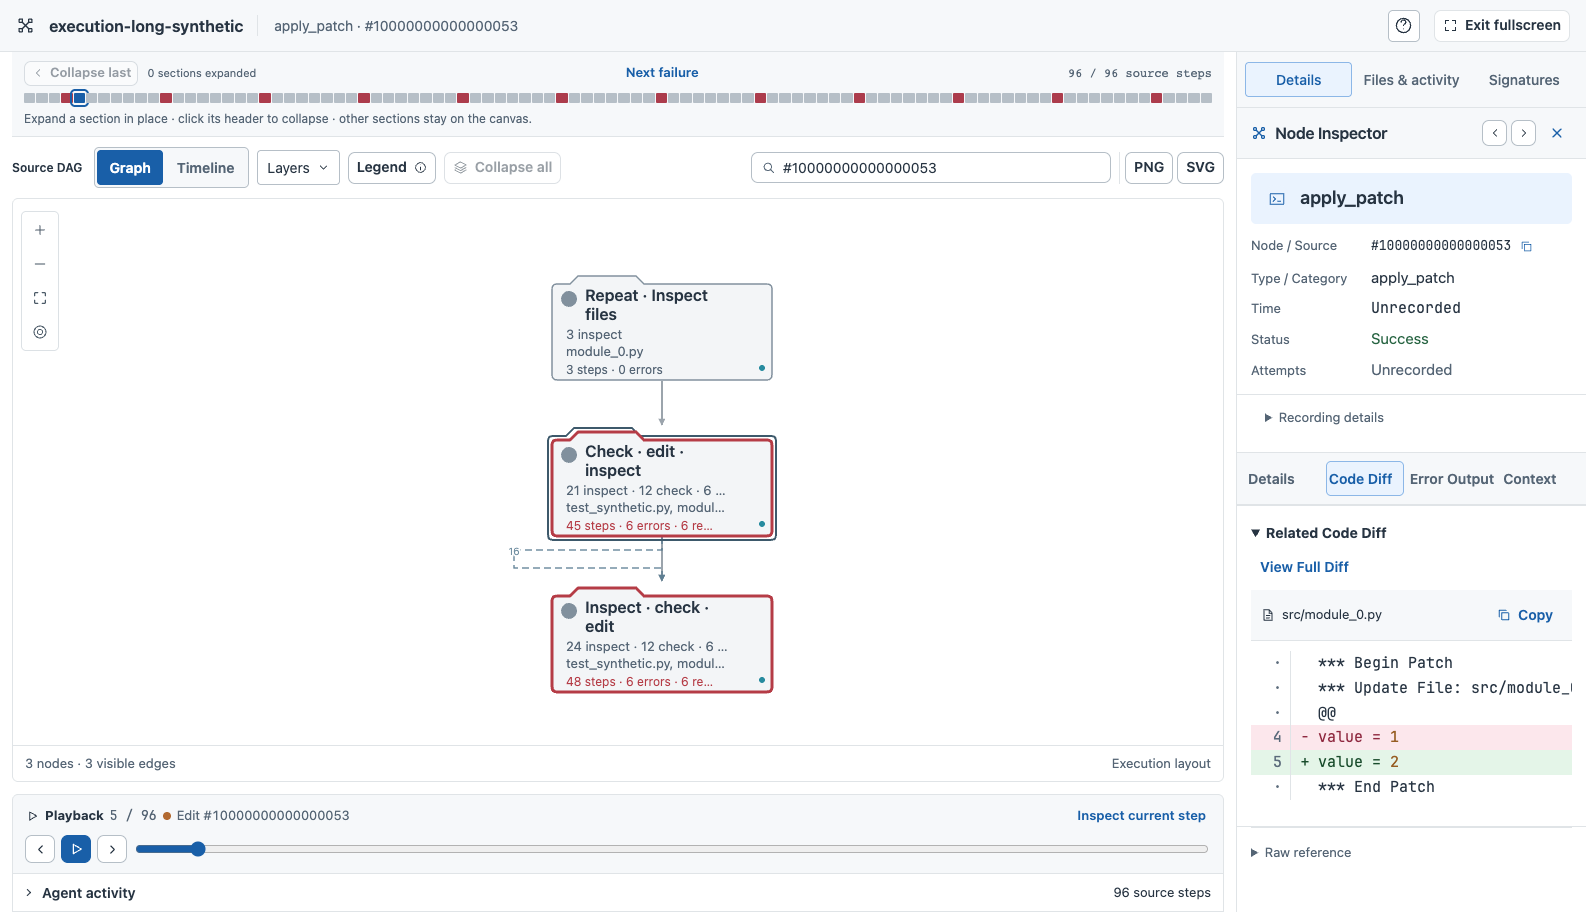 execution-long-synthetic
apply_patch · #10000000000000053
Exit fullscreen
Collapse last
0 sections expanded
Next failure
96 / 96 source steps
Expand a section in place · click its header to collapse · other sections stay on the canvas.
Source DAG
Graph
Timeline
Layers
Legend
Collapse all
#10000000000000053
PNG
SVG
Repeat · Inspect
files
3 inspect
module_0.py
3 steps · 0 errors
Check · edit ·
inspect
21 inspect · 12 check · 6 ...
test_synthetic.py, modul...
45 steps · 6 errors · 6 re...
16
Inspect · check ·
edit
24 inspect · 12 check · 6 ...
test_synthetic.py, modul...
48 steps · 6 errors · 6 re...
3 nodes · 3 visible edges
Execution layout
Playback 5 / 96 Edit #10000000000000053
Inspect current step
Agent activity
96 source steps
Details
Files & activity
Signatures
Node Inspector
apply_patch
Node / Source #10000000000000053
Type / Category apply_patch
Time Unrecorded
Status Success
Attempts Unrecorded
Recording details
Details
Code Diff
Error Output
Context
Related Code Diff
View Full Diff
src/module_0.py
Copy
· *** Begin Patch
· *** Update File: src/module_0
· @@
4 - value = 1
5 + value = 2
· *** End Patch
Raw reference